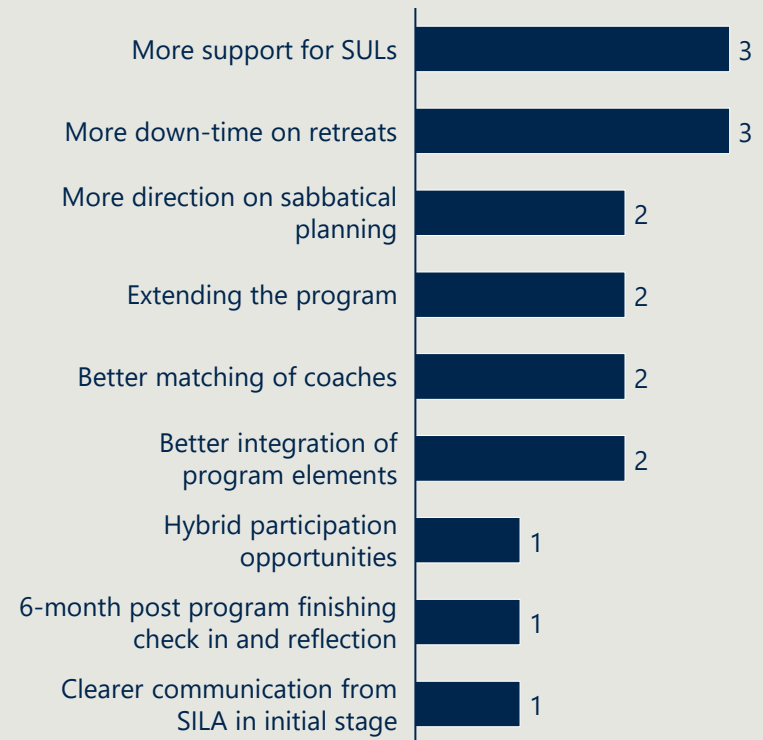 More support for SULs
3
More down-time on retreats
3
More direction on sabbatical
planning
2
Extending the program
2
Better matching of coaches
2
Better integration of
program elements
2
Hybrid participation
opportunities
1
6-month post program finishing
check in and reflection
1
Clearer communication from
SILA in initial stage
1